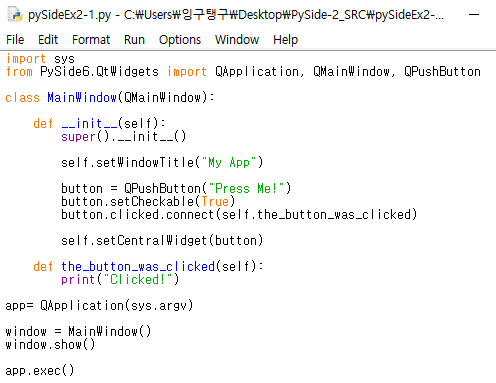 pySideEx2-1.py - C:₩Users₩잉구탱구₩Desktop₩PySide-2_SRC₩pySideEx2-...
File Edit Format Run Options Window Help
import sys
from PySide6.QtWidgets import QApplication, QMainWindow, QPushButton

class MainWindow(QMainWindow):

    def __init__(self):
        super().__init__()

        self.setWindowTitle("My App")

        button = QPushButton("Press Me!")
        button.setCheckable(True)
        button.clicked.connect(self.the_button_was_clicked)

        self.setCentralWidget(button)

    def the_button_was_clicked(self):
        print("Clicked!")

app= QApplication(sys.argv)

window = MainWindow()
window.show()

app.exec()